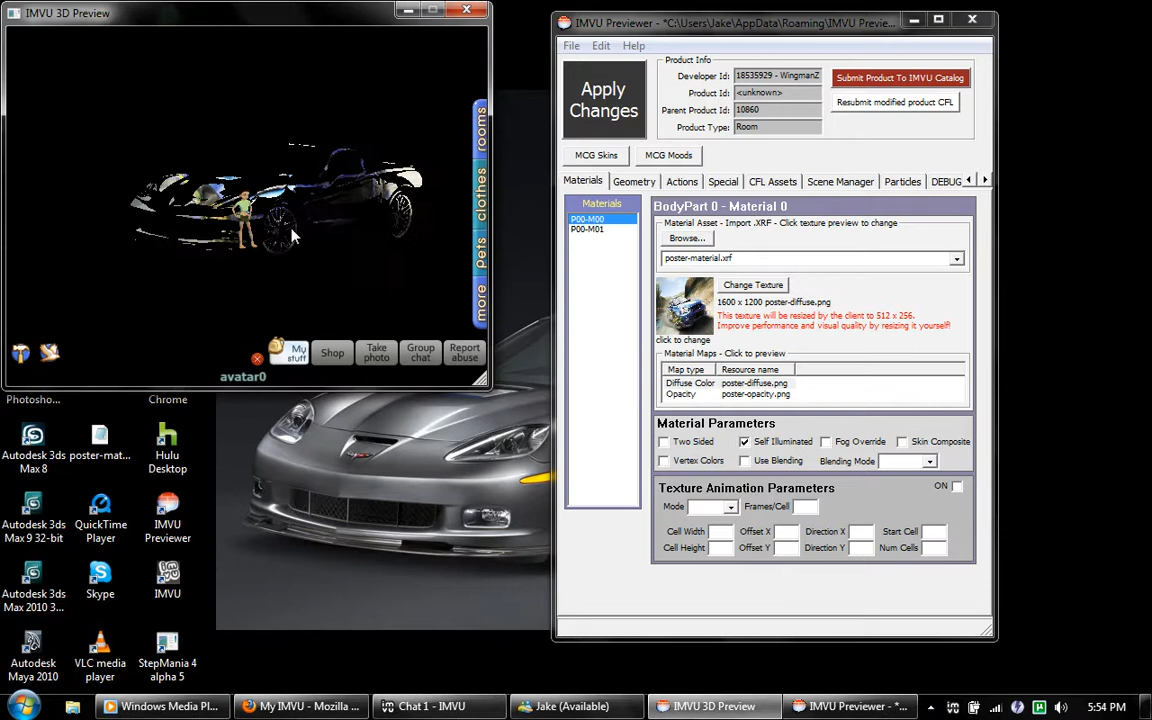 IMVU 3D Preview
rooms
clothes
pets
more
My stuff
Shop
Take photo
Group chat
Report abuse
avatar0
IMVU Previewer - *C:\Users\Jake\AppData\Roaming\IMVU Previe...
File Edit Help
Apply Changes
Product Info
Developer Id: 18535929 - WingmanZ
Product Id: <unknown>
Parent Product Id: 10860
Product Type: Room
Submit Product To IMVU Catalog
Resubmit modified product CFL
MCG Skins MCG Moods
Materials Geometry Actions Special CFL Assets Scene Manager Particles DEBUG
Materials
P00-M00
P00-M01
BodyPart 0 - Material 0
Material Asset - Import .XRF - Click texture preview to change
Browse...
poster-material.xrf
Change Texture
1600 x 1200 poster-diffuse.png
This texture will be resized by the client to 512 x 256.
Improve performance and visual quality by resizing it yourself!
click to change
Material Maps - Click to preview
Map type Resource name
Diffuse Color poster-diffuse.png
Opacity poster-opacity.png
Material Parameters
Two Sided Self Illuminated Fog Override Skin Composite
Vertex Colors Use Blending Blending Mode
Texture Animation Parameters ON
Mode Frames/Cell
Cell Width Offset X Direction X Start Cell
Cell Height Offset Y Direction Y Num Cells
Photosho... Chrome
Autodesk 3ds Max 8
poster-mat...
Hulu Desktop
Autodesk 3ds Max 9 32-bit
QuickTime Player
IMVU Previewer
Autodesk 3ds Max 2010 3...
Skype
IMVU
Autodesk Maya 2010
VLC media player
StepMania 4 alpha 5
Windows Media Pl...
My IMVU - Mozilla ...
Chat 1 - IMVU
Jake (Available)
IMVU 3D Preview
IMVU Previewer - *...
5:54 PM